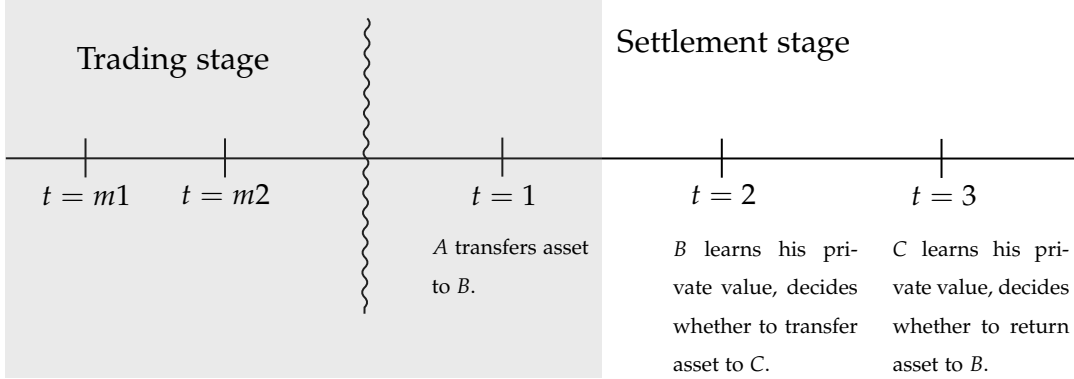 Trading stage
Settlement stage
t = m1
t = m2
t = 1
t = 2
t = 3
A transfers asset
to B.
B learns his pri-
vate value, decides
whether to transfer
asset to C.
C learns his pri-
vate value, decides
whether to return
asset to B.